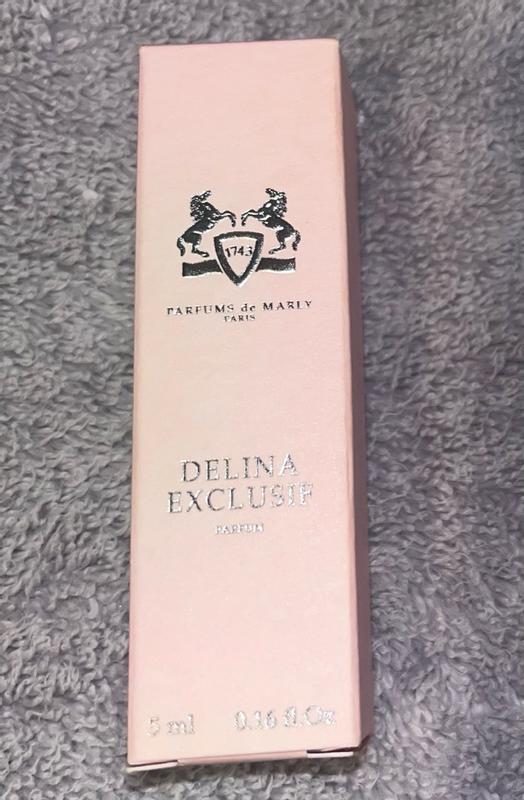 1743
PARFUMS de MARLY
PARIS
DELINA
EXCLUSIF
PARFUM
5 ml 0.16 fl.Oz